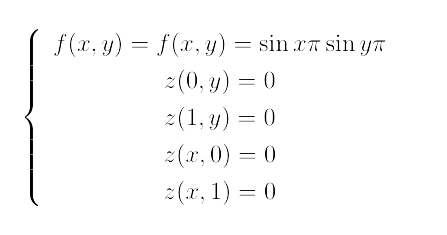 f(x, y) = f(x, y) = sin xπ sin yπ
z(0, y) = 0
z(1, y) = 0
z(x, 0) = 0
z(x, 1) = 0